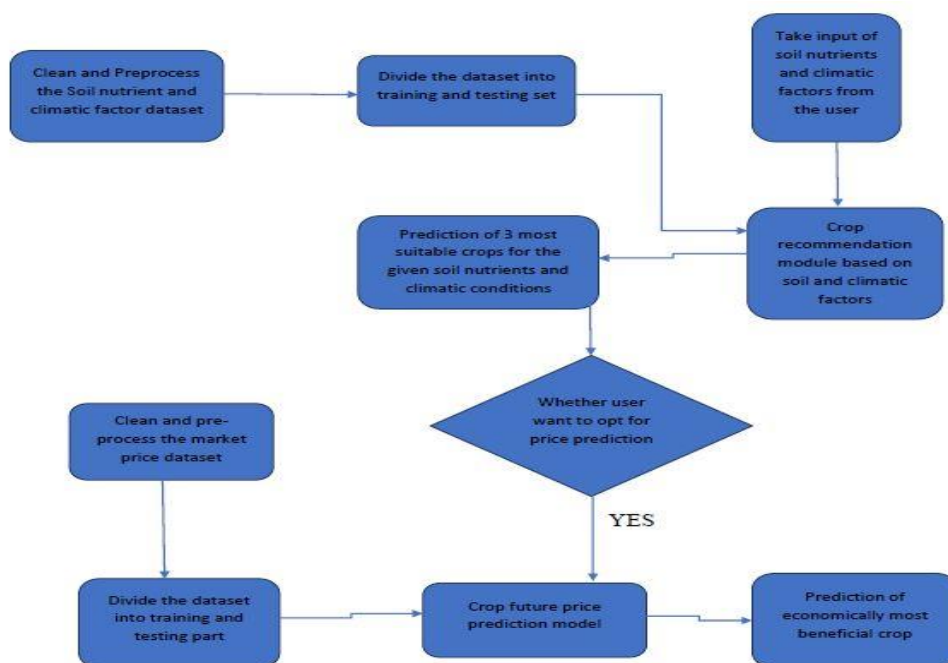 Clean and Preprocess
the Soil nutrient and
climatic factor dataset
Divide the dataset into
training and testing set
Take input of
soil nutrients
and climatic
factors from
the user
Prediction of 3 most
suitable crops for the
given soil nutrients and
climatic conditions
Crop
recommendation
module based on
soil and climatic
factors
Whether user
want to opt for
price prediction
Clean and pre-
process the market
price dataset
YES
Divide the dataset
into training and
testing part
Crop future price
prediction model
Prediction of
economically most
beneficial crop